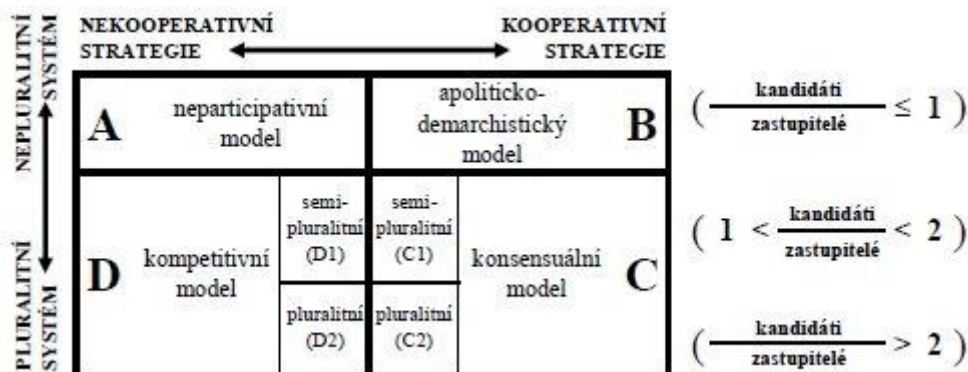 NEKOOPERATIVNÍ
STRATEGIE
KOOPERATIVNÍ
STRATEGIE
NEPLURALITNÍ
SYSTÉM
PLURALITNÍ
SYSTÉM
A
neparticipativní
model
apoliticko-
demarchistický
model
B
D
kompetitivní
model
semi-
pluralitní
(D1)
semi-
pluralitní
(C1)
pluralitní
(D2)
pluralitní
(C2)
konsensuální
model
C
( kandidáti / zastupitelé ≤ 1 )
( 1 < kandidáti / zastupitelé < 2 )
( kandidáti / zastupitelé > 2 )